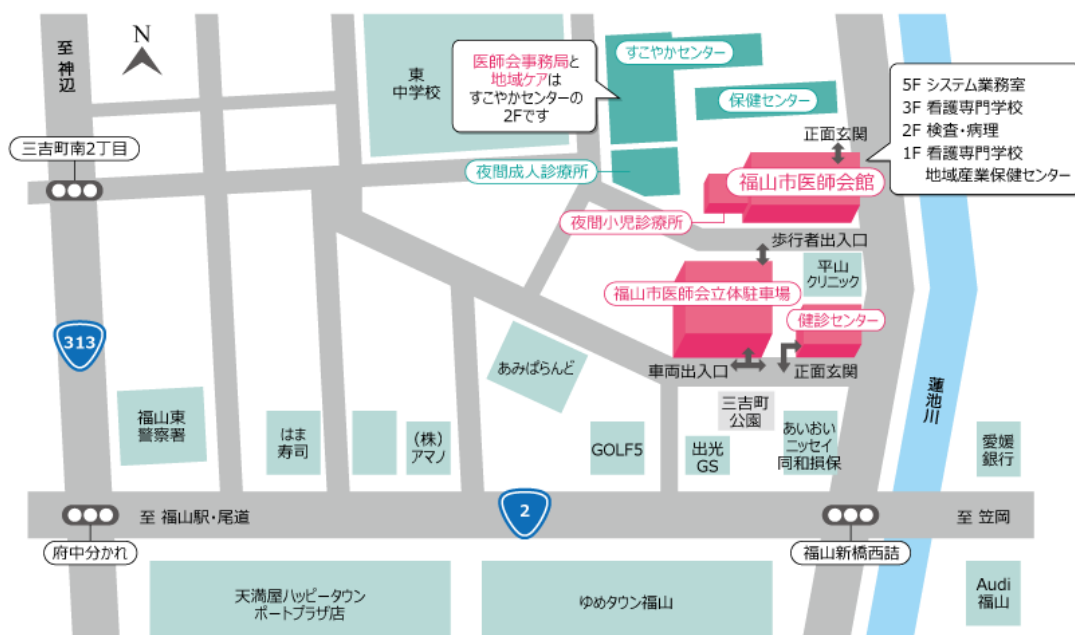 至
神
辺
N
東
中学校
医師会事務局と
地域ケアは
すこやかセンターの
2Fです
すこやかセンター
保健センター
5F システム業務室
3F 看護専門学校
2F 検査・病理
1F 看護専門学校
地域産業保健センター
正面玄関
三吉町南2丁目
夜間成人診療所
福山市医師会館
夜間小児診療所
歩行者出入口
平山
クリニック
福山市医師会立体駐車場
健診センター
313
あみぱらんど
車両出入口
正面玄関
蓮池川
福山東
警察署
はま
寿司
(株)
アマノ
GOLF5
三吉町
公園
出光
GS
あいおい
ニッセイ
同和損保
愛媛
銀行
至 福山駅・尾道
2
至 笠岡
府中分かれ
福山新橋西詰
天満屋ハッピータウン
ポートプラザ店
ゆめタウン福山
Audi
福山